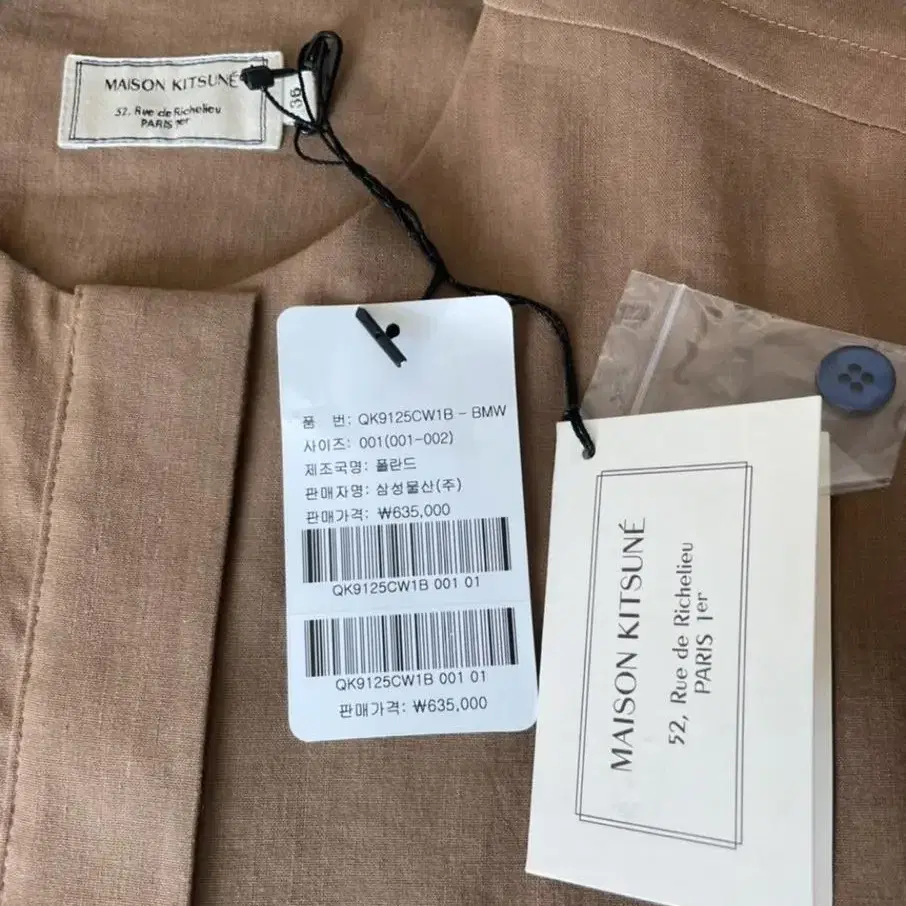 MAISON KITSUNÉ
52, Rue de Richelieu
PARIS 1er
36
품 번: QK9125CW1B - BMW
사이즈: 001(001-002)
제조국명: 폴란드
판매자명: 삼성물산(주)
판매가격: ₩635,000
QK9125CW1B 001 01
QK9125CW1B 001 01
판매가격: ₩635,000
MAISON KITSUNÉ
52, Rue de Richelieu
PARIS 1er